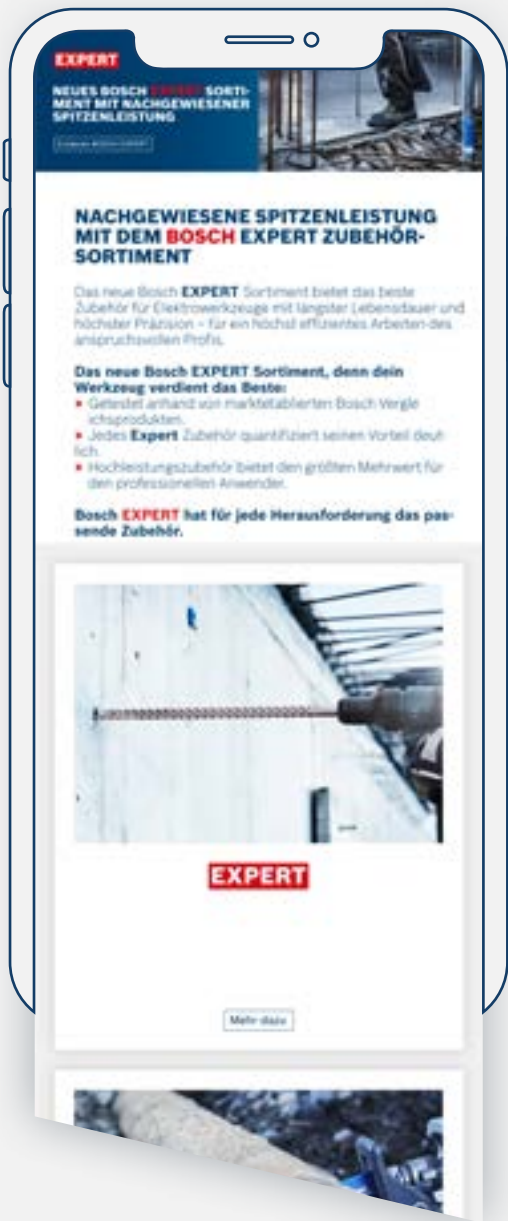 EXPERT
NEUES BOSCH EXPERT SORTI-
MENT MIT NACHGEWIESENER
SPITZENLEISTUNG
Entdecke BOSCH EXPERT
NACHGEWIESENE SPITZENLEISTUNG
MIT DEM BOSCH EXPERT ZUBEHÖR-
SORTIMENT
Das neue Bosch EXPERT Sortiment bietet das beste
Zubehör für Elektrowerkzeuge mit längster Lebensdauer und
höchster Präzision – für ein höchst effizientes Arbeiten des
anspruchsvollen Profis.
Das neue Bosch EXPERT Sortiment, denn dein
Werkzeug verdient das Beste:
Getestet anhand von marktetablierten Bosch Vergle
ichsprodukten.
Jedes Expert Zubehör quantifiziert seinen Vorteil deut-
lich.
Hochleistungszubehör bietet den größten Mehrwert für
den professionellen Anwender.
Bosch EXPERT hat für jede Herausforderung das pas-
sende Zubehör.
EXPERT
Mehr dazu